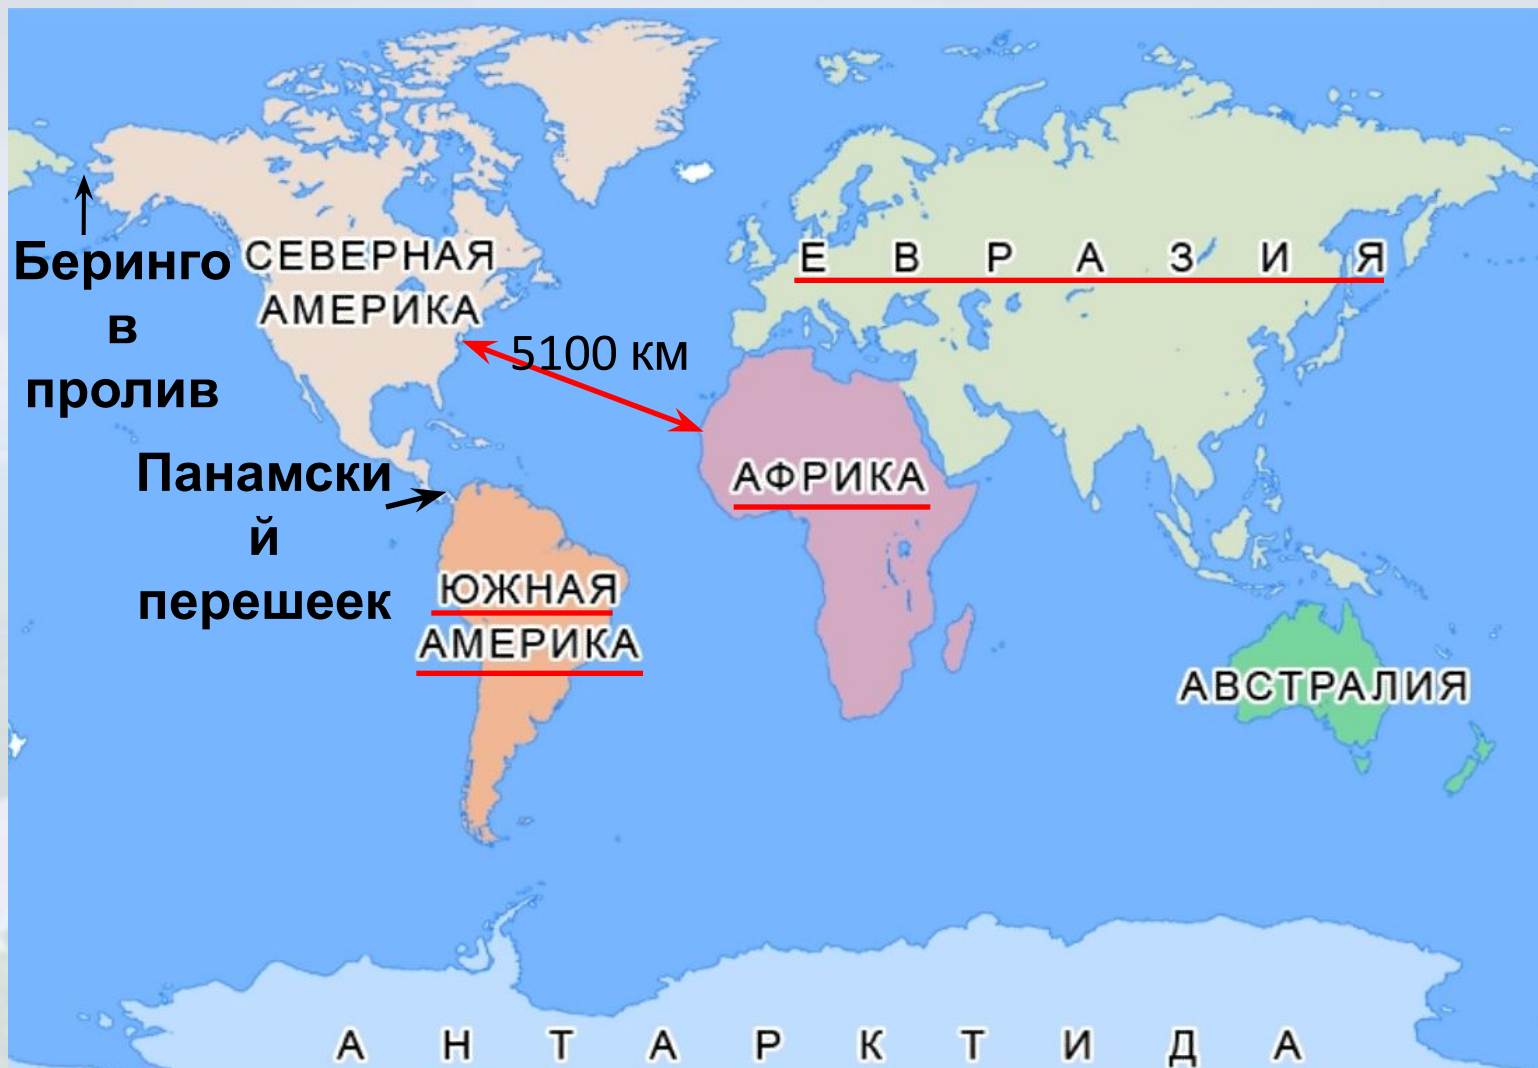 Беринго
в
пролив
СЕВЕРНАЯ
АМЕРИКА
5100 км
Е В Р А З И Я
Панамски
й
перешеек
АФРИКА
ЮЖНАЯ
АМЕРИКА
АВСТРАЛИЯ
А Н Т А Р К Т И Д А